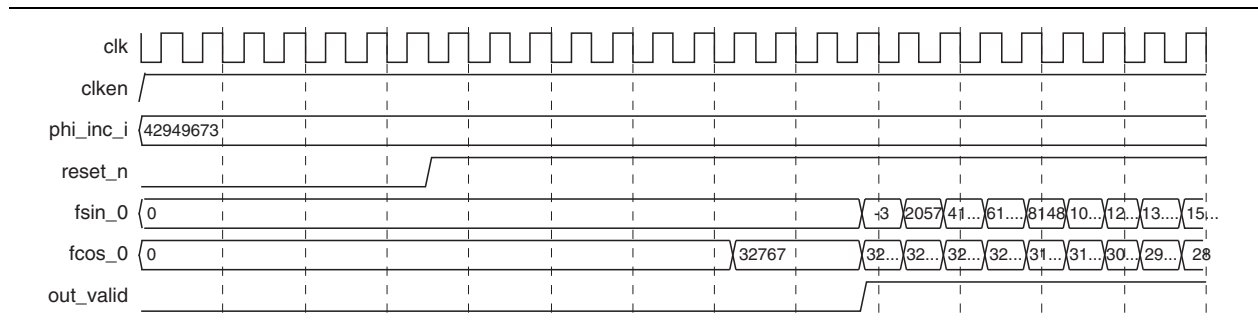 clk
clken
phi_inc_i 42949673
reset_n
fsin_0 0 -3 2057 41... 61.... 8148 10... 12... 13.... 15...
fcos_0 0 32767 32... 32... 32... 32... 31... 31... 30... 29... 28
out_valid